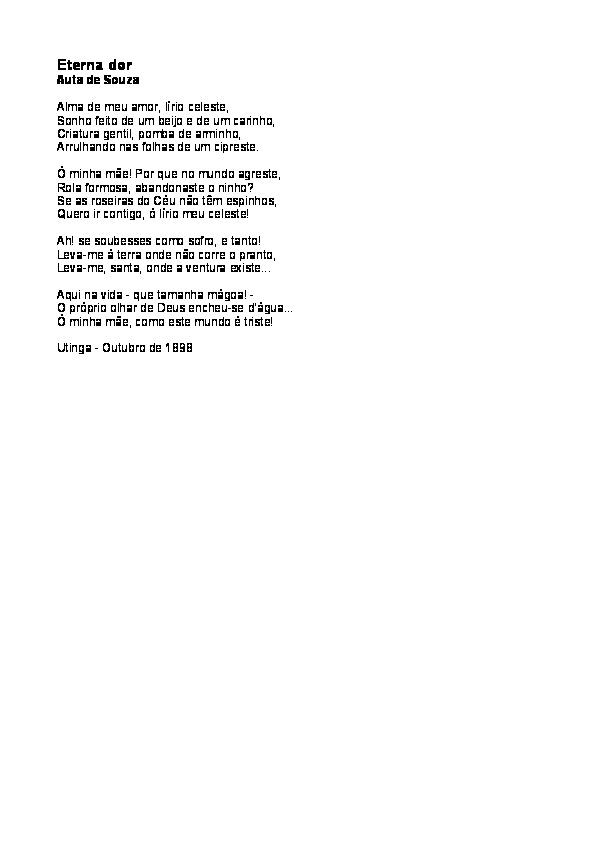 Eterna dor
Auta de Souza
Alma de meu amor, lírio celeste,
Sonho feito de um beijo e de um carinho,
Criatura gentil, pomba de arminho,
Arrulhando nas folhas de um cipreste.
Ó minha mãe! Por que no mundo agreste,
Rola formosa, abandonaste o ninho?
Se as roseiras do Céu não têm espinhos,
Quero ir contigo, ó lírio meu celeste!
Ah! se soubesses como sofro, e tanto!
Leva-me à terra onde não corre o pranto,
Leva-me, santa, onde a ventura existe...
Aqui na vida - que tamanha mágoa! -
O próprio olhar de Deus encheu-se d'água...
Ó minha mãe, como este mundo é triste!
Utinga - Outubro de 1898